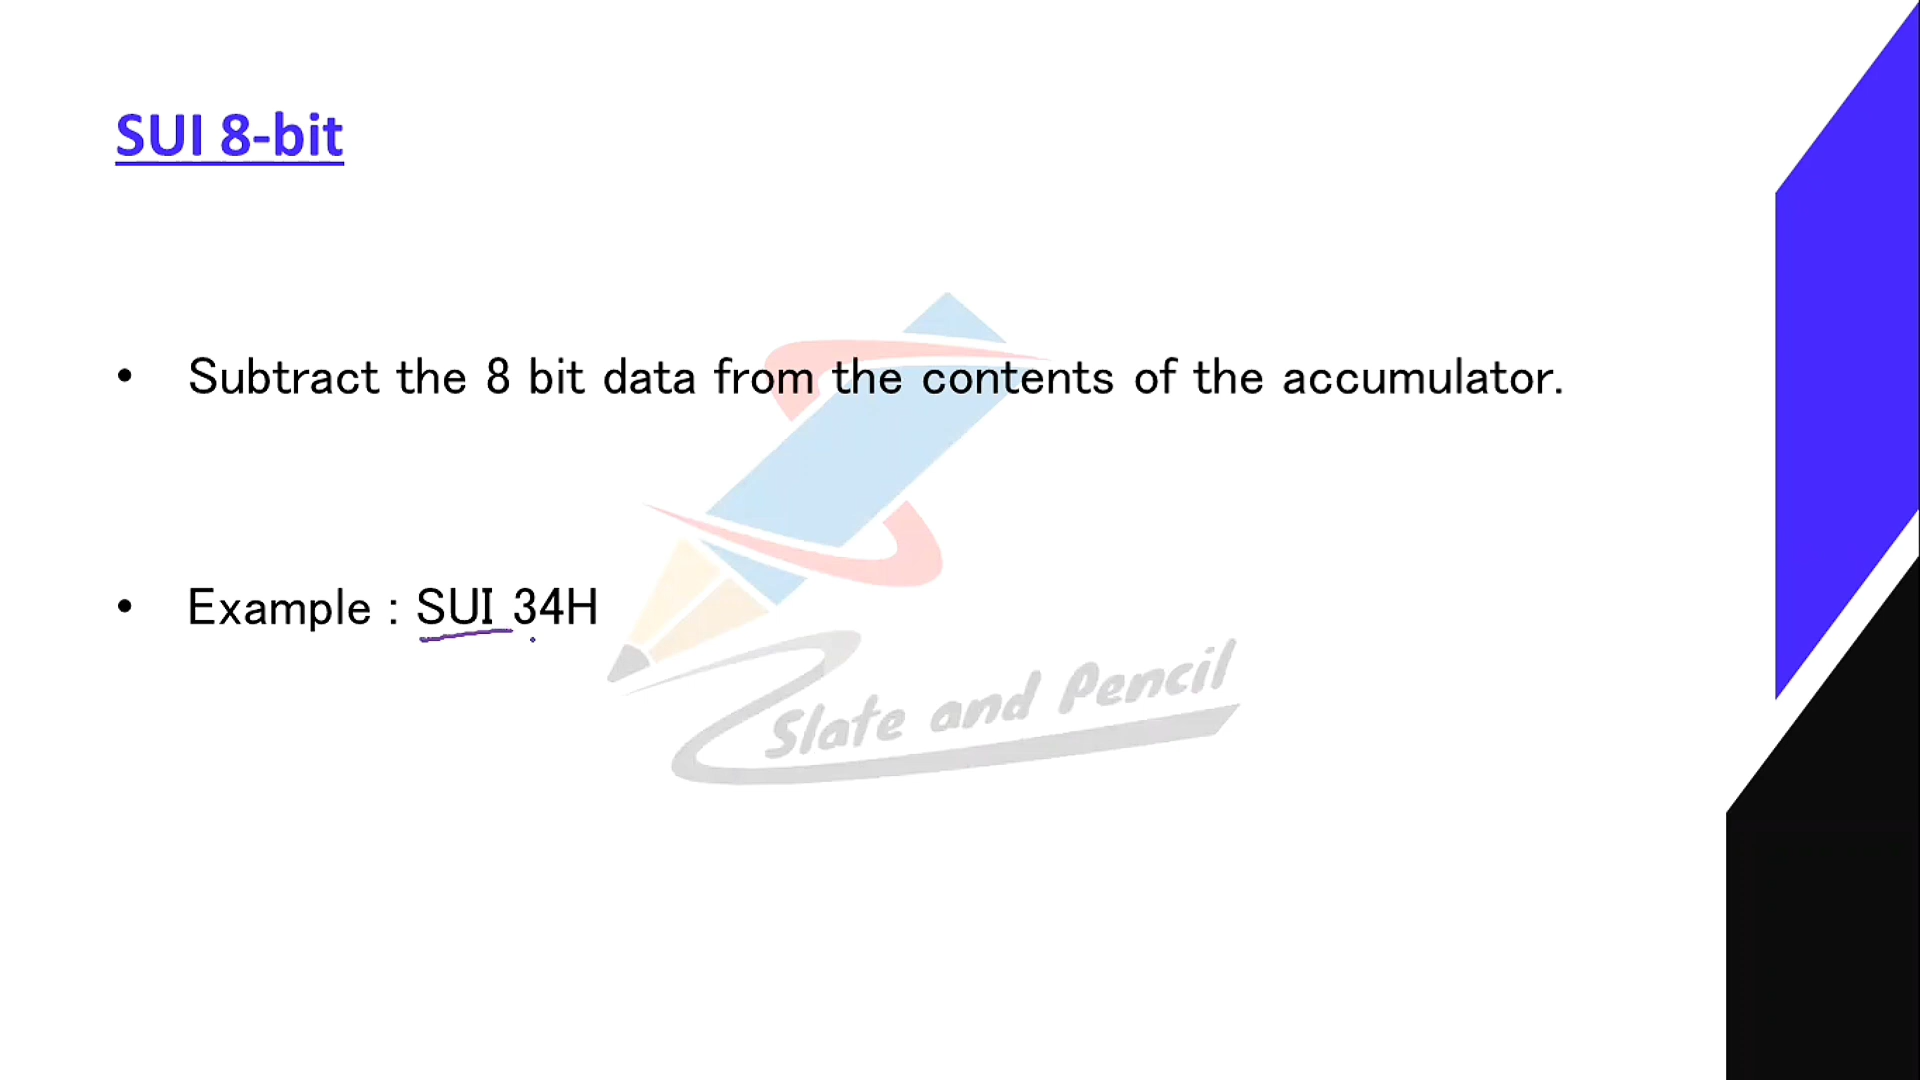 SUI 8-bit
• Subtract the 8 bit data from the contents of the accumulator.
• Example : SUI 34H
Slate and Pencil